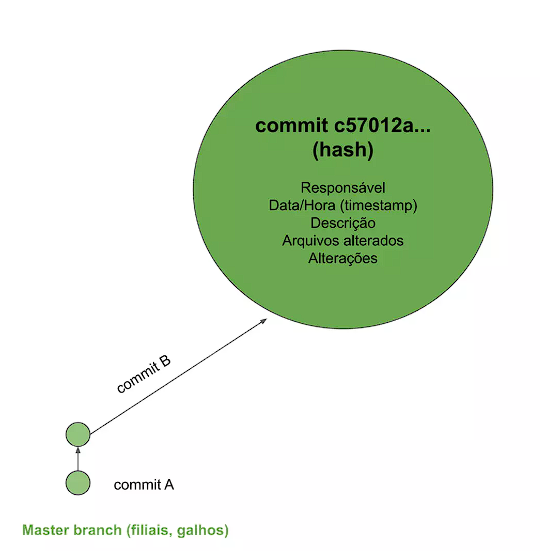 commit c57012a...
(hash)
Responsável
Data/Hora (timestamp)
Descrição
Arquivos alterados
Alterações
commit B
commit A
Master branch (filiais, galhos)